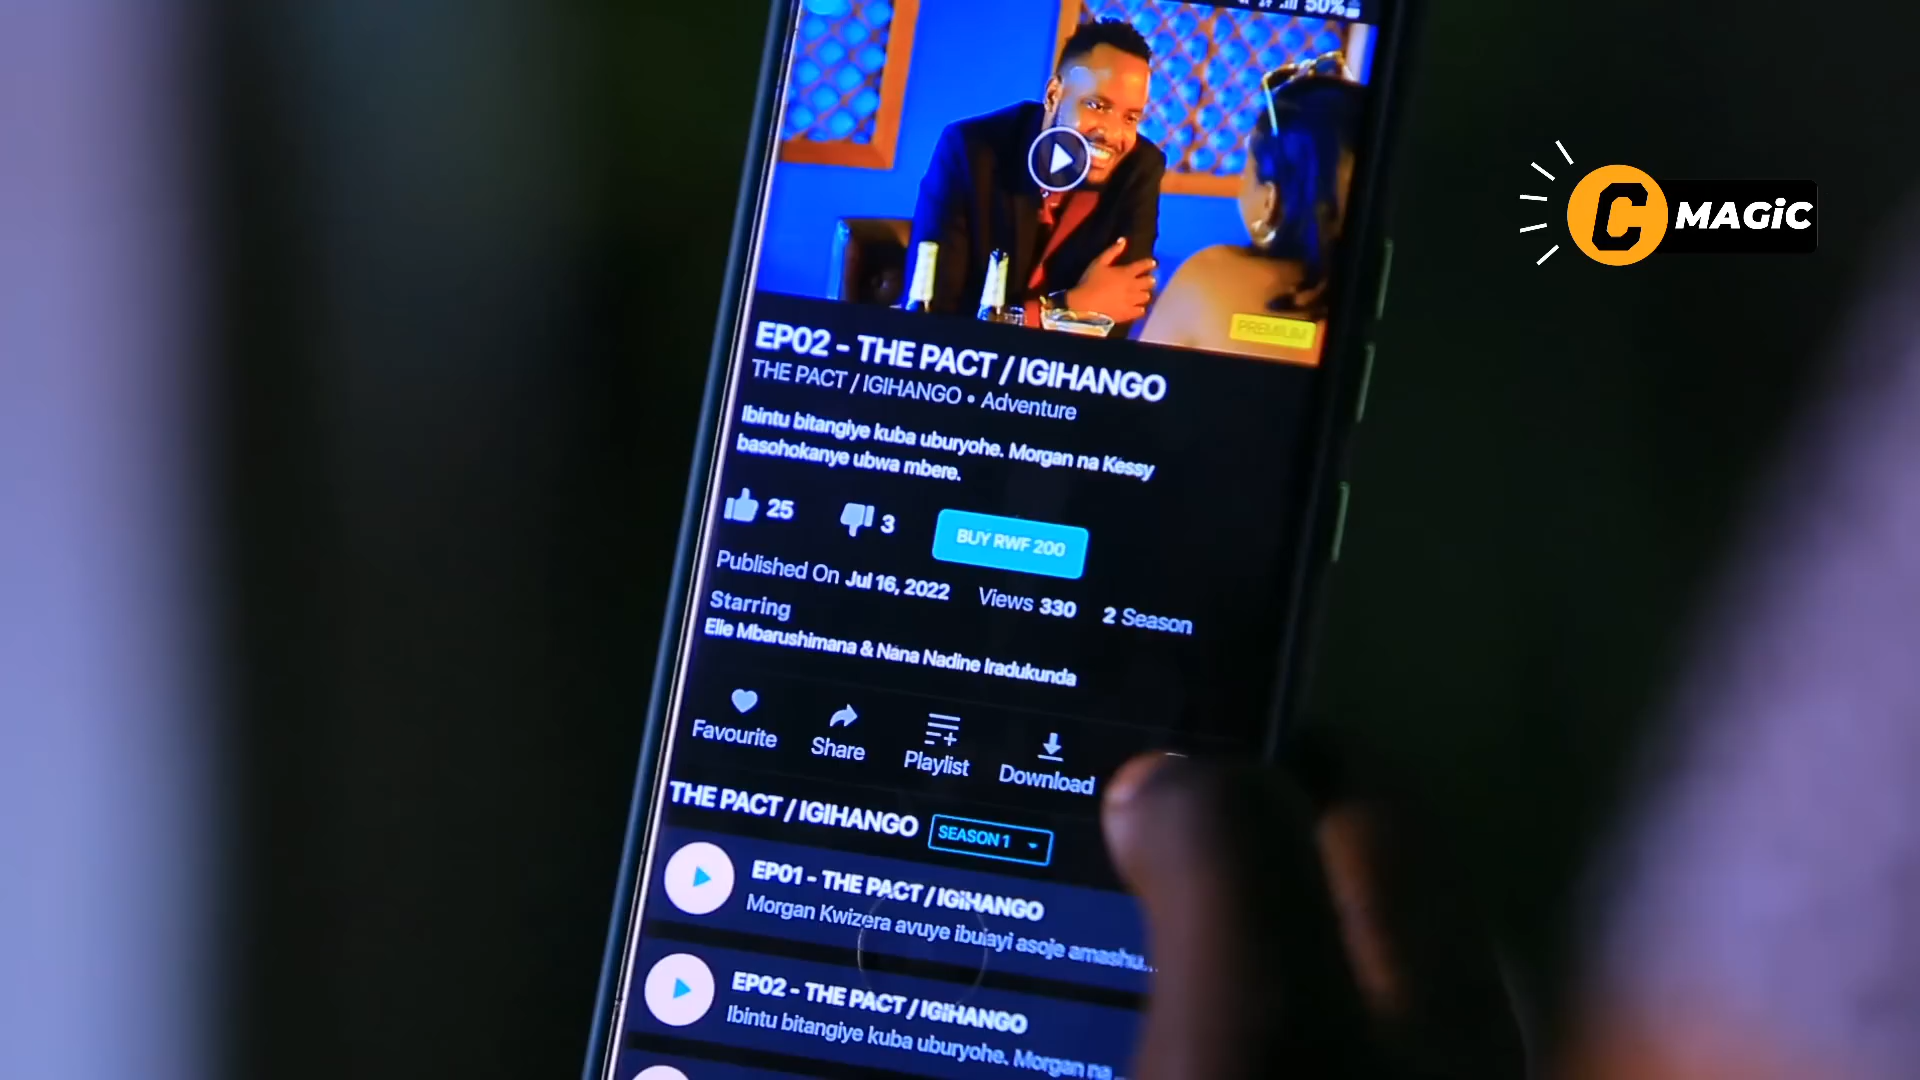 50%
C MAGiC
PREMIUM
EP02 - THE PACT / IGIHANGO
THE PACT / IGIHANGO • Adventure
Ibintu bitangiye kuba uburyohe. Morgan na Kessy
basohokanye ubwa mbere.
25 3 BUY RWF 200
Published On Jul 16, 2022 Views 330 2 Season
Starring
Elie Mbarushimana & Nana Nadine Iradukunda
Favourite Share Playlist Download
THE PACT / IGIHANGO SEASON 1
EP01 - THE PACT / IGIHANGO
Morgan Kwizera avuye ibulayi asoje amashu...
EP02 - THE PACT / IGIHANGO
Ibintu bitangiye kuba uburyohe. Morgan na...